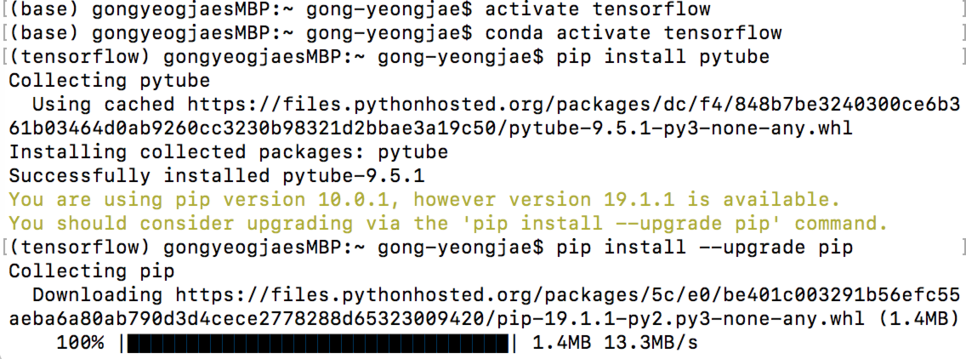 [(base) gongyeogjaesMBP:~ gong-yeongjae$ activate tensorflow ]
[(base) gongyeogjaesMBP:~ gong-yeongjae$ conda activate tensorflow ]
[(tensorflow) gongyeogjaesMBP:~ gong-yeongjae$ pip install pytube ]
Collecting pytube
  Using cached https://files.pythonhosted.org/packages/dc/f4/848b7be3240300ce6b3
61b03464d0ab9260cc3230b98321d2bbae3a19c50/pytube-9.5.1-py3-none-any.whl
Installing collected packages: pytube
Successfully installed pytube-9.5.1
You are using pip version 10.0.1, however version 19.1.1 is available.
You should consider upgrading via the 'pip install --upgrade pip' command.
[(tensorflow) gongyeogjaesMBP:~ gong-yeongjae$ pip install --upgrade pip ]
Collecting pip
  Downloading https://files.pythonhosted.org/packages/5c/e0/be401c003291b56efc55
aeba6a80ab790d3d4cece2778288d65323009420/pip-19.1.1-py2.py3-none-any.whl (1.4MB)
    100% |████████████████████████████████| 1.4MB 13.3MB/s